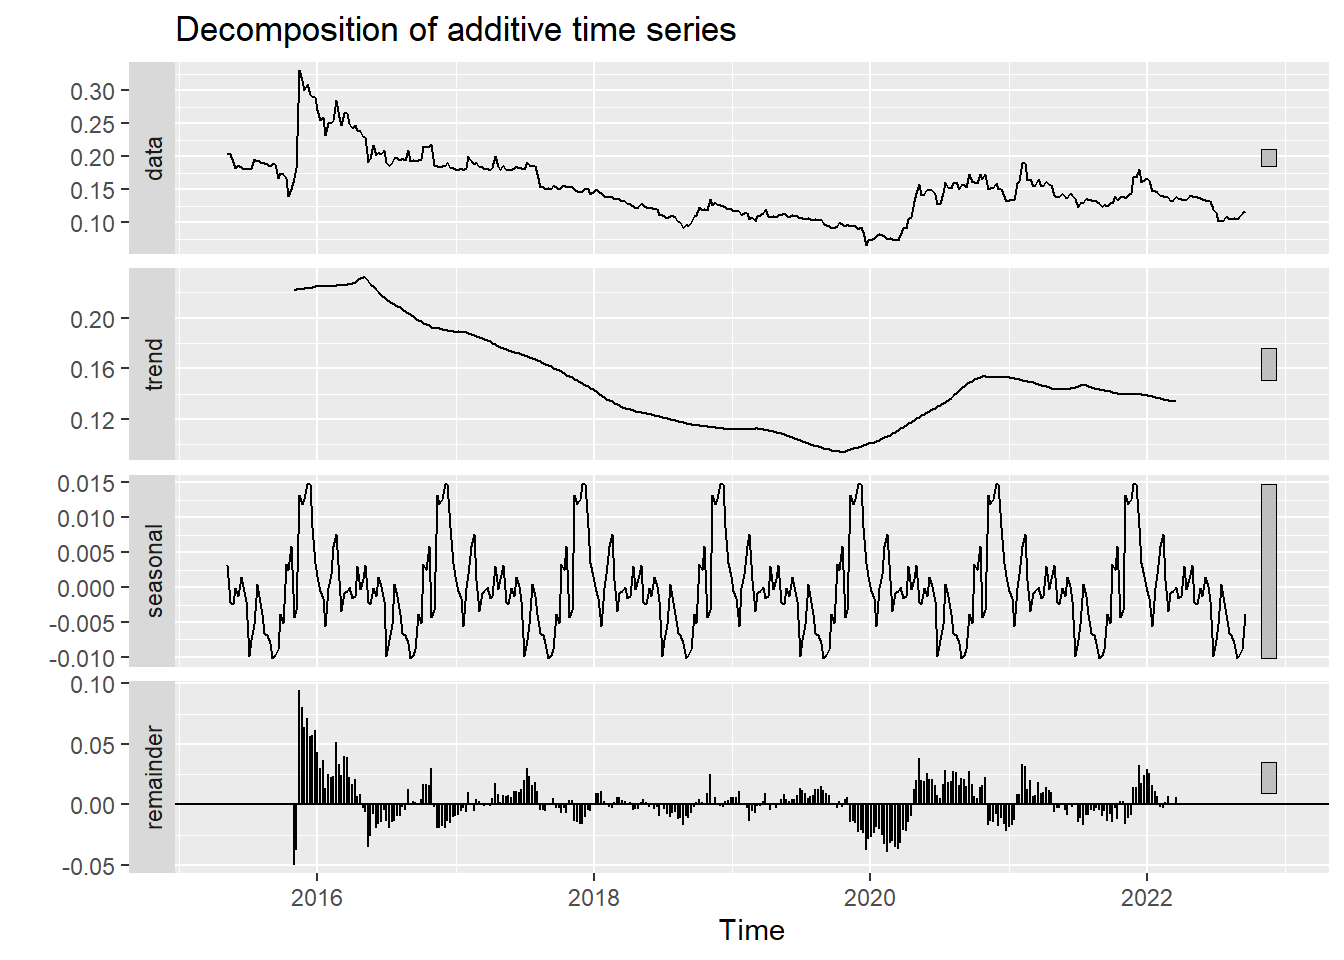 Decomposition of additive time series
data
0.30
0.25
0.20
0.15
0.10
trend
0.20
0.16
0.12
seasonal
0.015
0.010
0.005
0.000
-0.005
-0.010
remainder
0.10
0.05
0.00
-0.05
2016 2018 2020 2022
Time